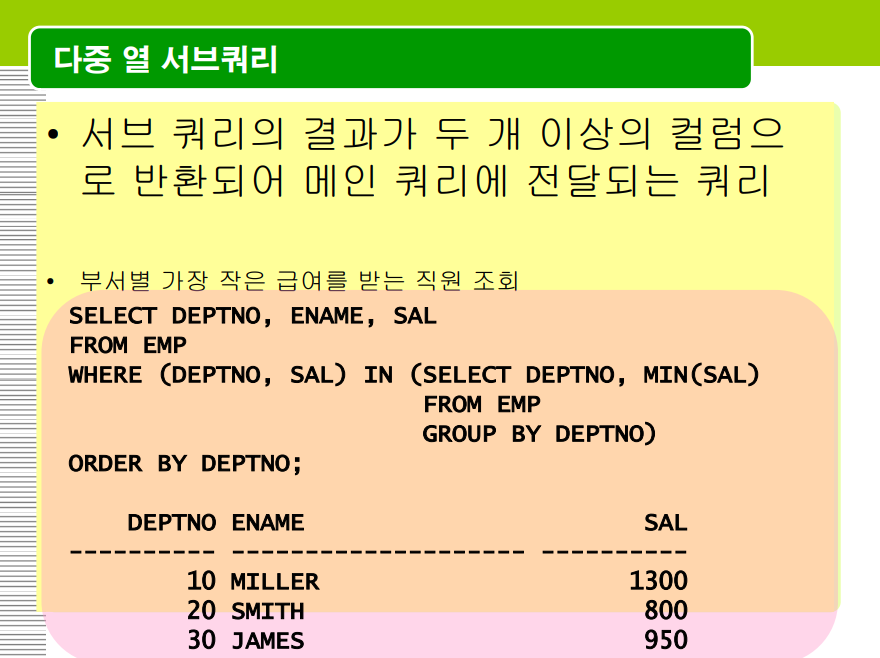 다중 열 서브쿼리
• 서브 쿼리의 결과가 두 개 이상의 컬럼으
로 반환되어 메인 쿼리에 전달되는 쿼리
• 부서별 가장 작은 급여를 받는 직원 조회
SELECT DEPTNO, ENAME, SAL
FROM EMP
WHERE (DEPTNO, SAL) IN (SELECT DEPTNO, MIN(SAL)
                        FROM EMP
                        GROUP BY DEPTNO)
ORDER BY DEPTNO;
    DEPTNO ENAME                       SAL
---------- -------------------- ----------
        10 MILLER                     1300
        20 SMITH                       800
        30 JAMES                       950